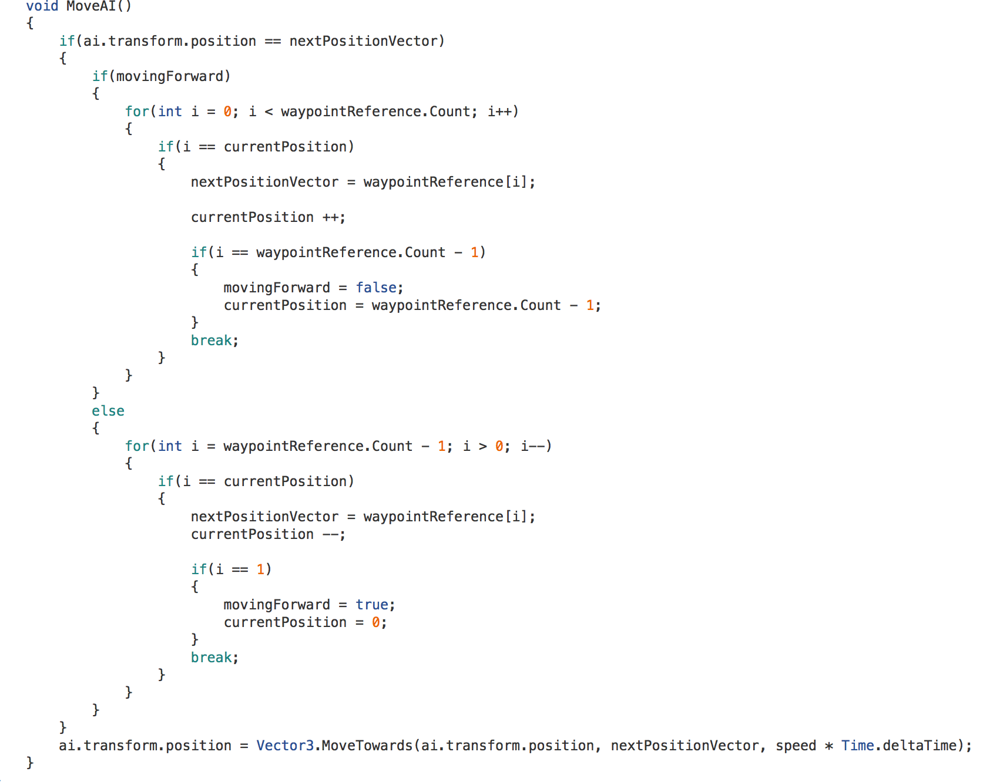 void MoveAI()
{
    if(ai.transform.position == nextPositionVector)
    {
        if(movingForward)
        {
            for(int i = 0; i < waypointReference.Count; i++)
            {
                if(i == currentPosition)
                {
                    nextPositionVector = waypointReference[i];

                    currentPosition ++;

                    if(i == waypointReference.Count - 1)
                    {
                        movingForward = false;
                        currentPosition = waypointReference.Count - 1;
                    }
                    break;
                }
            }
        }
        else
        {
            for(int i = waypointReference.Count - 1; i > 0; i--)
            {
                if(i == currentPosition)
                {
                    nextPositionVector = waypointReference[i];
                    currentPosition --;

                    if(i == 1)
                    {
                        movingForward = true;
                        currentPosition = 0;
                    }
                    break;
                }
            }
        }
    }
    ai.transform.position = Vector3.MoveTowards(ai.transform.position, nextPositionVector, speed * Time.deltaTime);
}